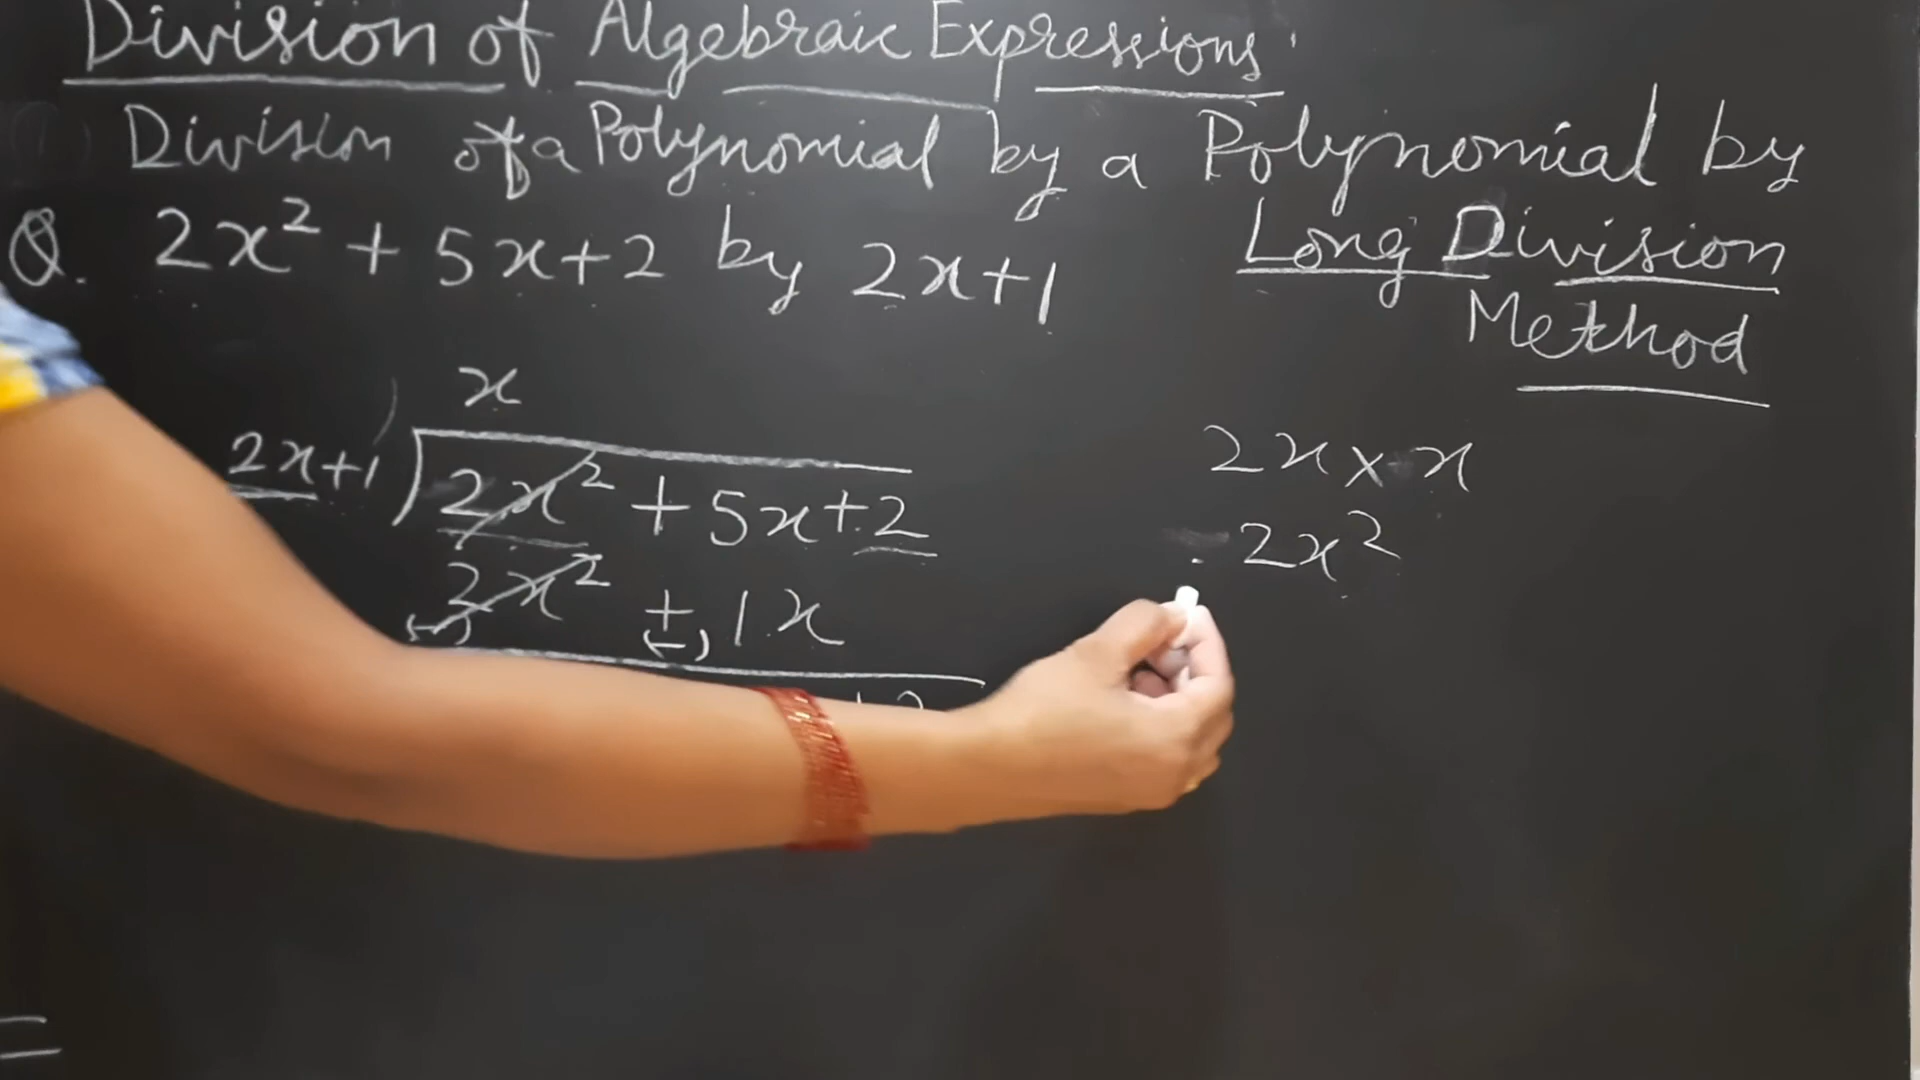 Division of Algebraic Expressions.
Division of a Polynomial by a Polynomial by
Long Division
Method
Q. 2x² + 5x + 2 by 2x + 1
x
2x+1 ) 2x² + 5x + 2
2x² + 1x
(-) (-)
2x × x
2x²
=